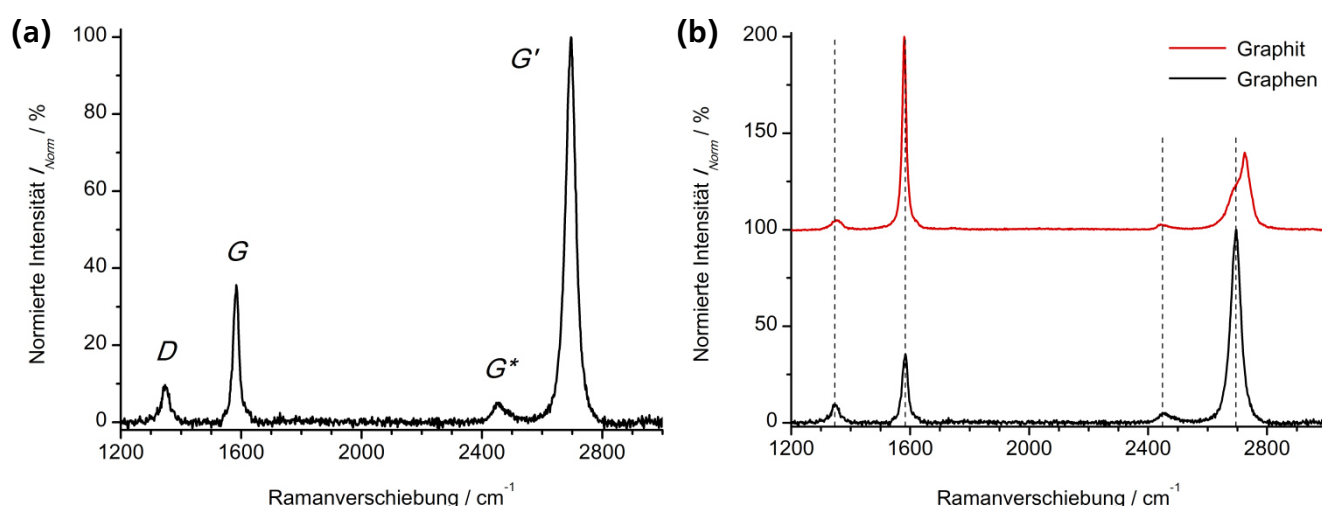 (a)
Normierte Intensität I_Norm / %
100
80
60
40
20
0
D
G
G*
G'
1200 1600 2000 2400 2800
Ramanverschiebung / cm⁻¹
(b)
Normierte Intensität I_Norm / %
200
150
100
50
0
Graphit
Graphen
1200 1600 2000 2400 2800
Ramanverschiebung / cm⁻¹